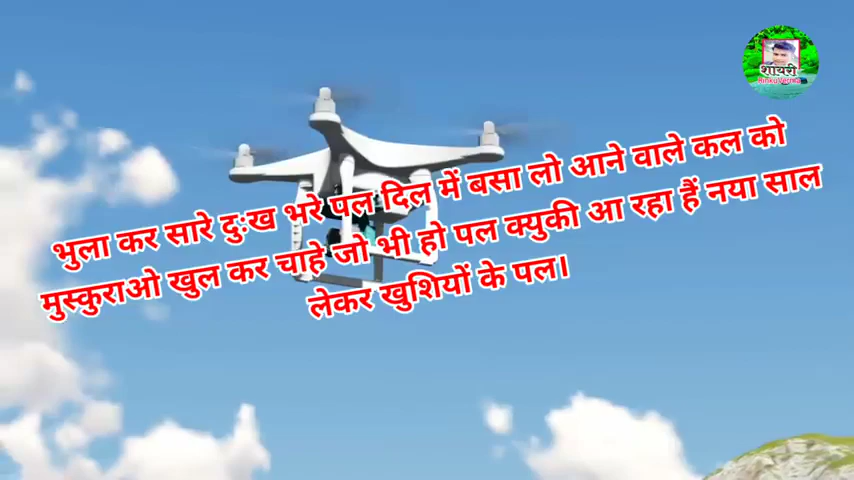 भुला कर सारे दुःख भरे पल दिल में बसा लो आने वाले कल को
मुस्कुराओ खुल कर चाहे जो भी हो पल क्युकी आ रहा हैं नया साल
लेकर खुशियों के पल।
शायरी